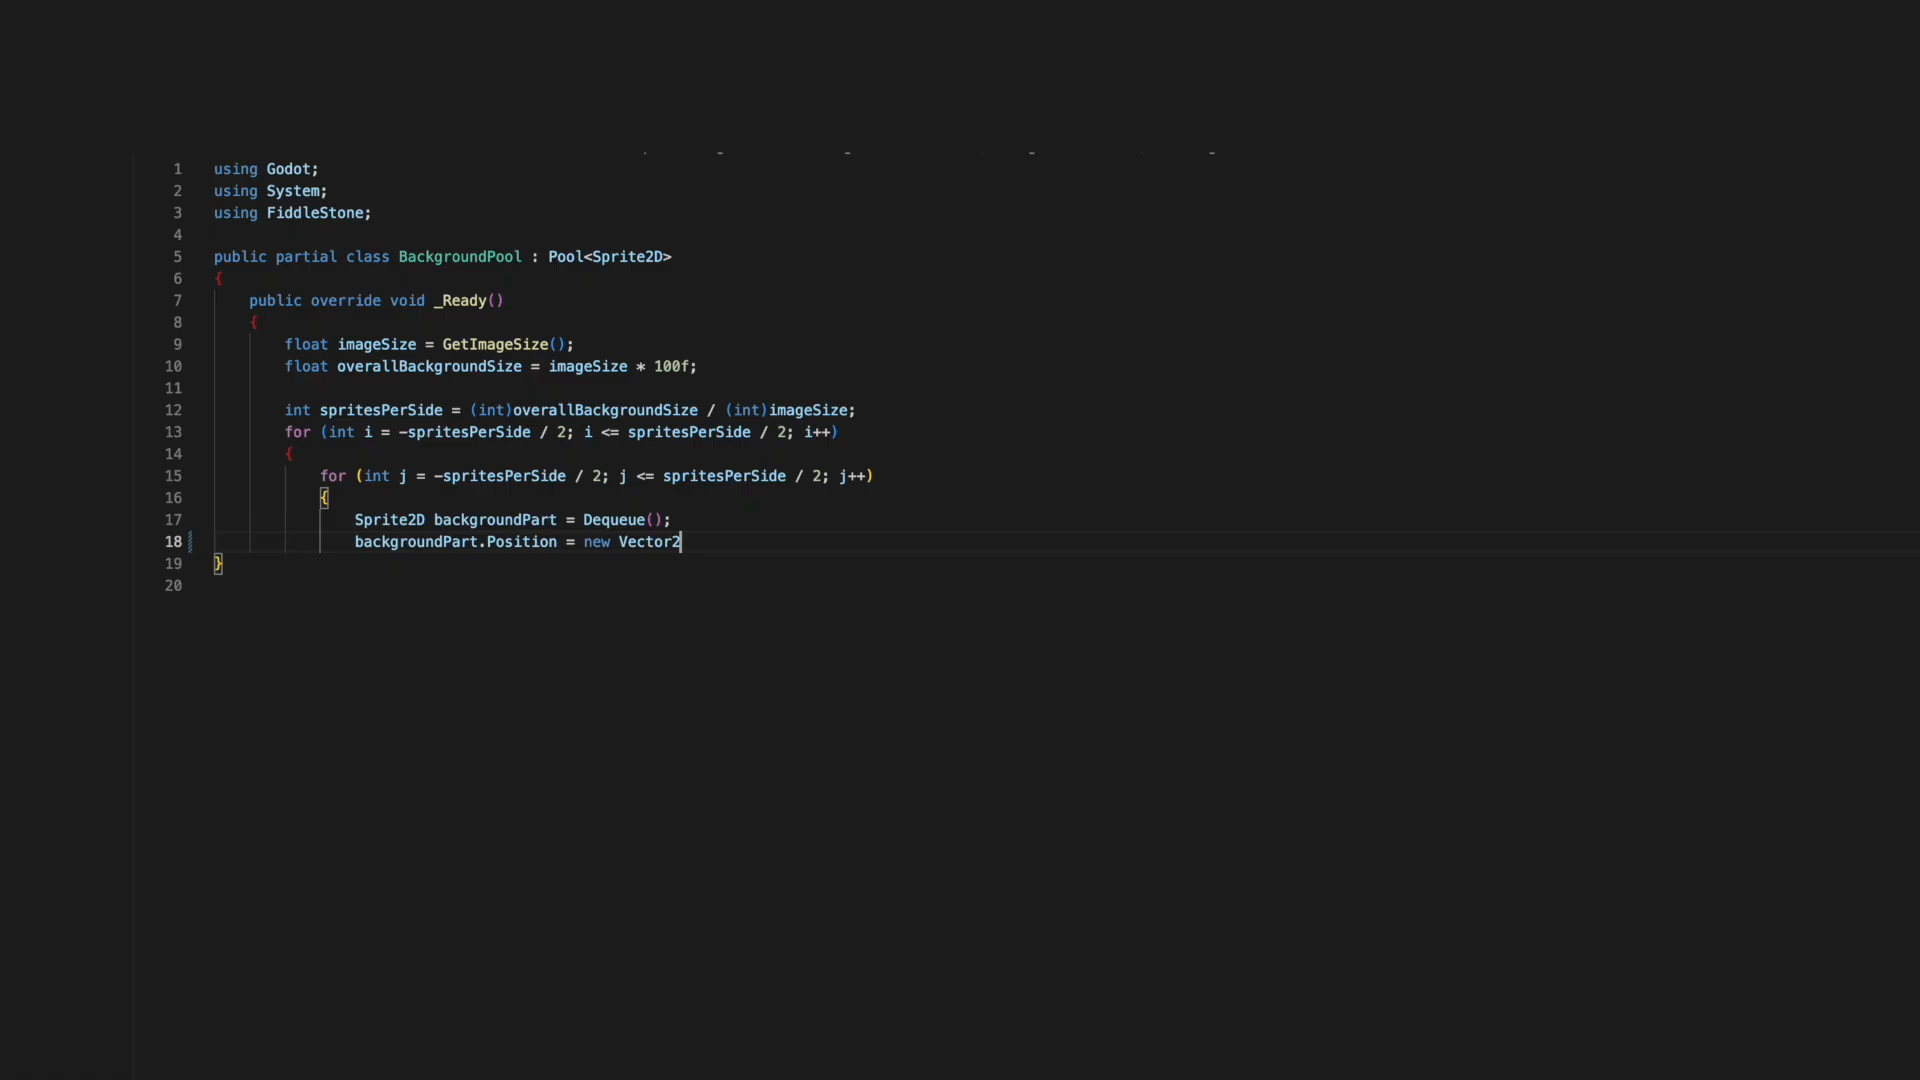 1 using Godot;
2 using System;
3 using FiddleStone;
4
5 public partial class BackgroundPool : Pool<Sprite2D>
6 {
7 public override void _Ready()
8 {
9 float imageSize = GetImageSize();
10 float overallBackgroundSize = imageSize * 100f;
11
12 int spritesPerSide = (int)overallBackgroundSize / (int)imageSize;
13 for (int i = -spritesPerSide / 2; i <= spritesPerSide / 2; i++)
14 {
15 for (int j = -spritesPerSide / 2; j <= spritesPerSide / 2; j++)
16 {
17 Sprite2D backgroundPart = Dequeue();
18 backgroundPart.Position = new Vector2
19 }
20